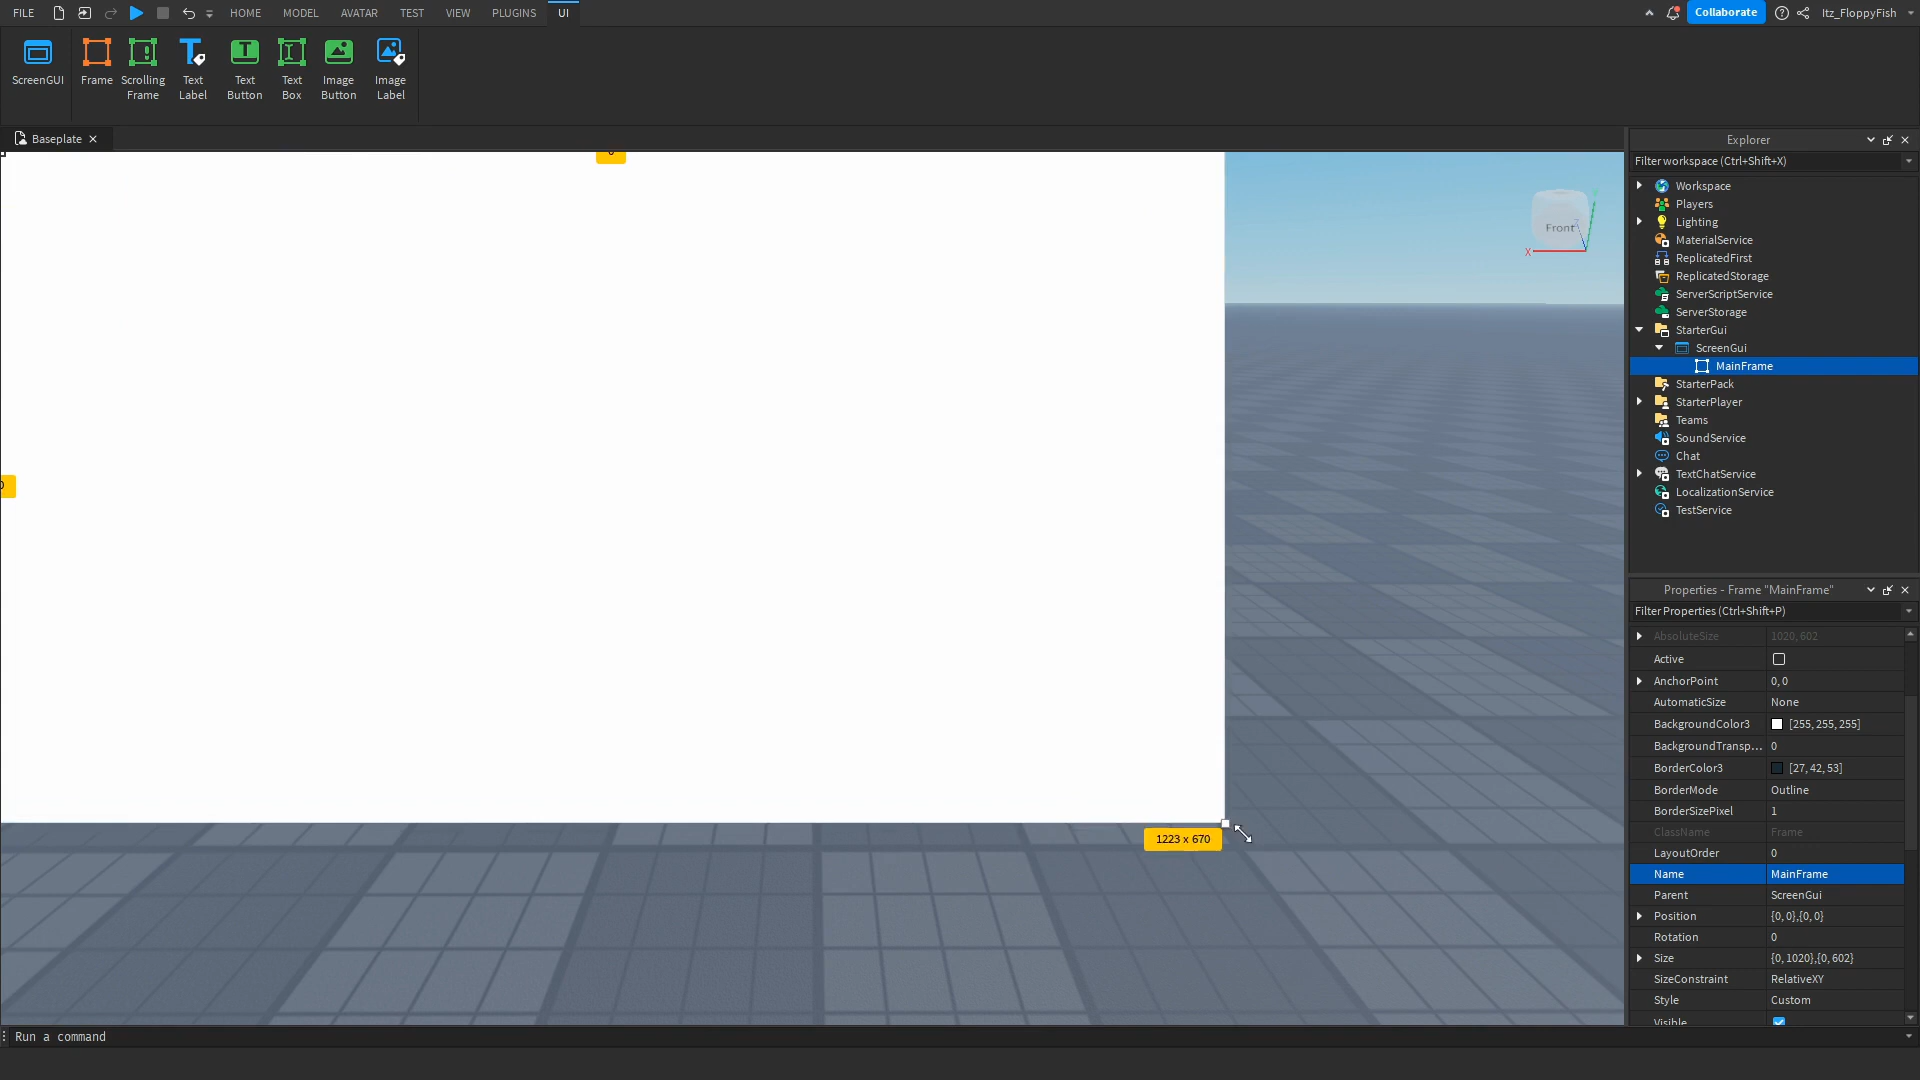 FILE
HOME
MODEL
AVATAR
TEST
VIEW
PLUGINS
UI
Collaborate
Itz_FloppyFish
ScreenGUI
Frame
Scrolling
Frame
Text
Label
Text
Button
Text
Box
Image
Button
Image
Label
Baseplate
1223 x 670
Front
X
Explorer
Filter workspace (Ctrl+Shift+X)
Workspace
Players
Lighting
MaterialService
ReplicatedFirst
ReplicatedStorage
ServerScriptService
ServerStorage
StarterGui
ScreenGui
MainFrame
StarterPack
StarterPlayer
Teams
SoundService
Chat
TextChatService
LocalizationService
TestService
Properties - Frame "MainFrame"
Filter Properties (Ctrl+Shift+P)
AbsoluteSize 1020, 602
Active
AnchorPoint 0, 0
AutomaticSize None
BackgroundColor3 [255, 255, 255]
BackgroundTransp... 0
BorderColor3 [27, 42, 53]
BorderMode Outline
BorderSizePixel 1
ClassName Frame
LayoutOrder 0
Name MainFrame
Parent ScreenGui
Position {0, 0},{0, 0}
Rotation 0
Size {0, 1020},{0, 602}
SizeConstraint RelativeXY
Style Custom
Visible
Run a command